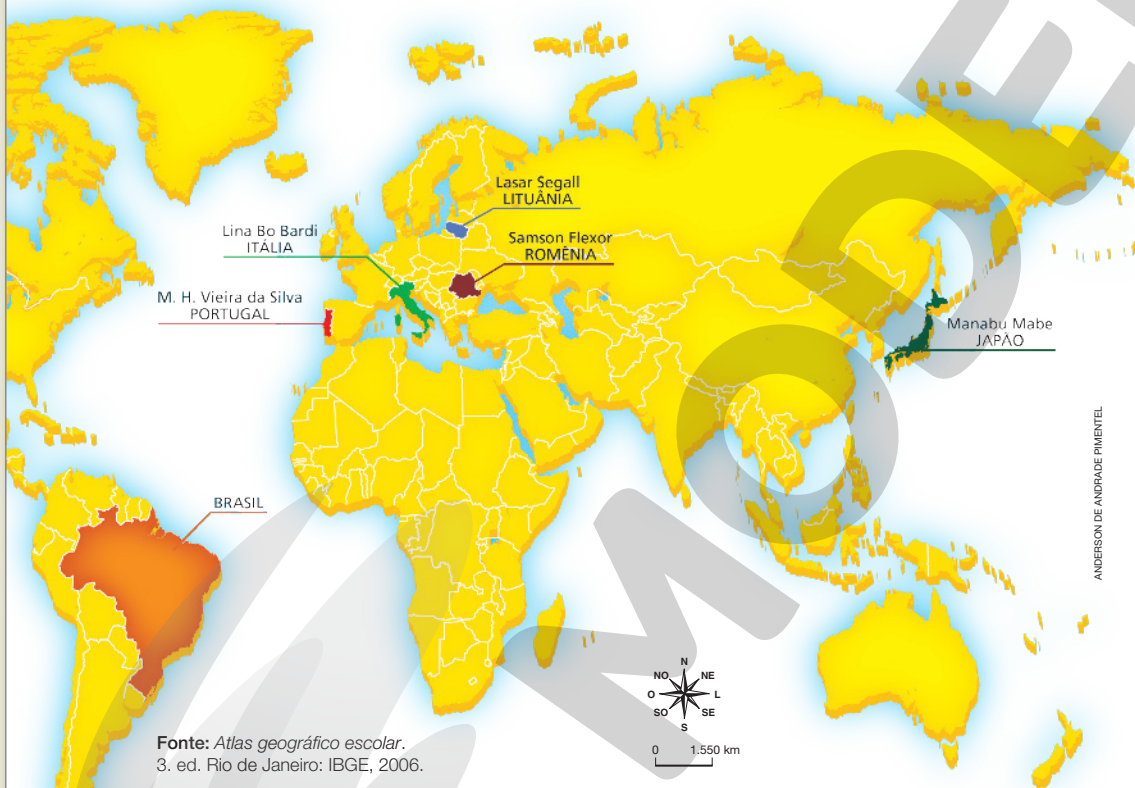 Lasar Segall
LITUÂNIA
Lina Bo Bardi
ITÁLIA
Samson Flexor
ROMÊNIA
M. H. Vieira da Silva
PORTUGAL
Manabu Mabe
JAPÃO
BRASIL
ANDERSON DE ANDRADE PIMENTEL
N
NO NE
O L
SO SE
S
0 1.550 km
Fonte: Atlas geográfico escolar.
3. ed. Rio de Janeiro: IBGE, 2006.
MODE